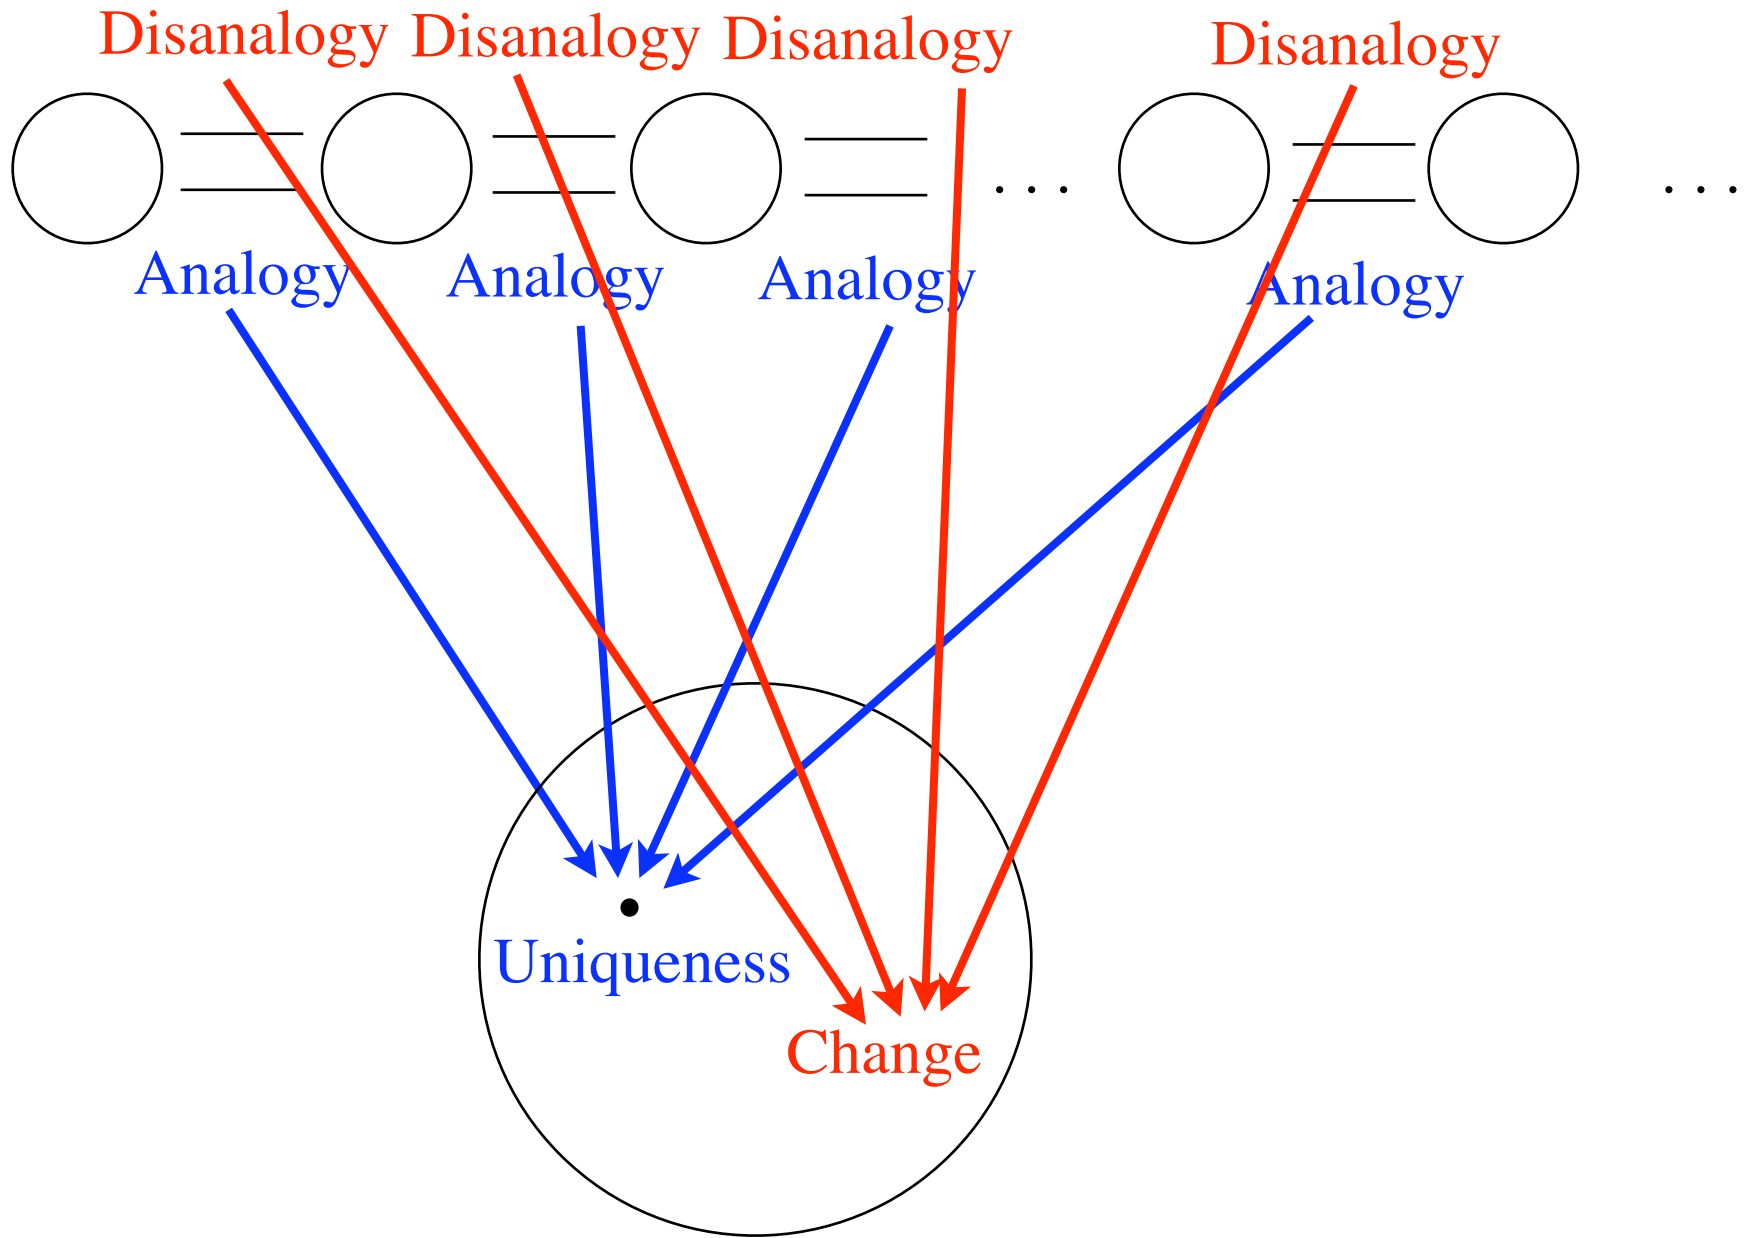 Disanalogy Disanalogy Disanalogy Disanalogy
. . . . . .
Analogy Analogy Analogy Analogy
Uniqueness
Change